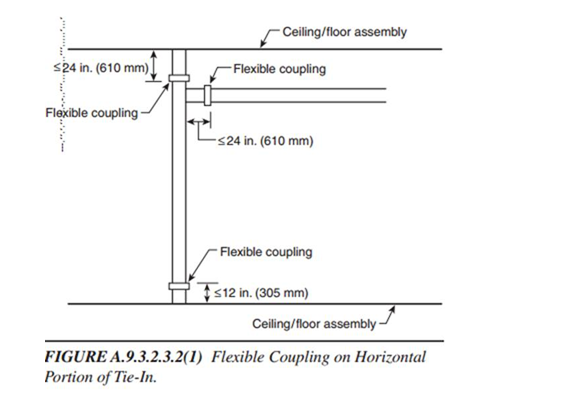 Ceiling/floor assembly
≤24 in. (610 mm)
Flexible coupling
Flexible coupling
≤24 in. (610 mm)
Flexible coupling
≤12 in. (305 mm)
Ceiling/floor assembly
FIGURE A.9.3.2.3.2(1) Flexible Coupling on Horizontal
Portion of Tie-In.